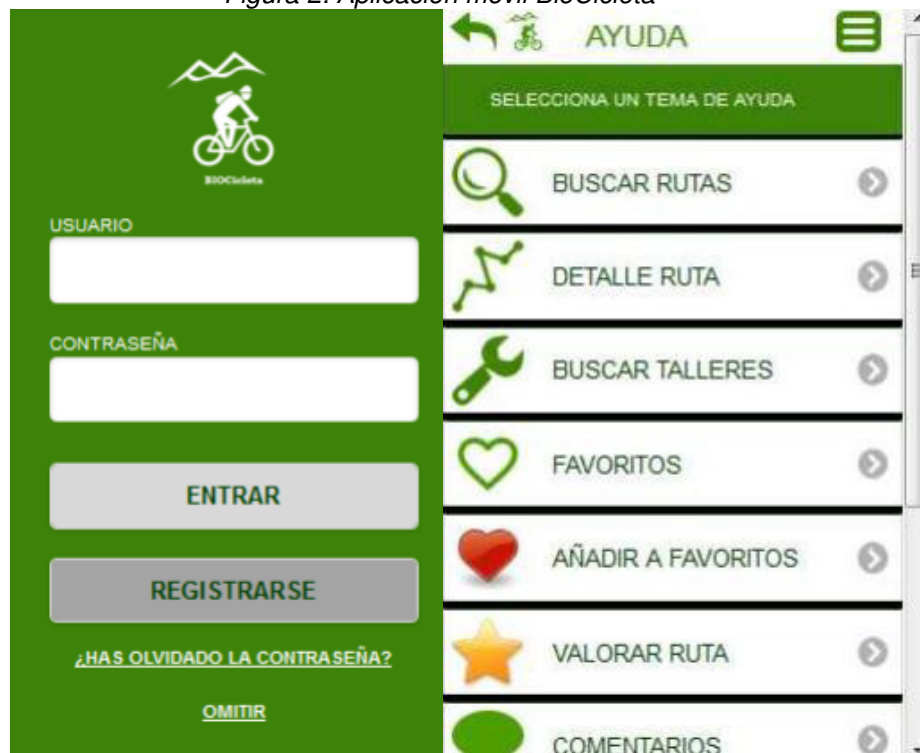 Figura 2. Aplicación móvil BioCicleta
BIOCicleta
USUARIO
CONTRASEÑA
ENTRAR
REGISTRARSE
¿HAS OLVIDADO LA CONTRASEÑA?
OMITIR
AYUDA
SELECCIONA UN TEMA DE AYUDA
BUSCAR RUTAS
DETALLE RUTA
BUSCAR TALLERES
FAVORITOS
AÑADIR A FAVORITOS
VALORAR RUTA
COMENTARIOS